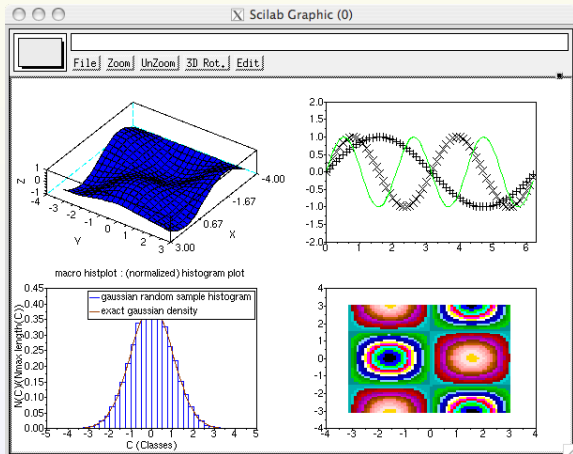 Scilab Graphic (0)
File Zoom UnZoom 3D Rot. Edit
1
0
-1
Z
-4 -3 -2 -1 0 1 2 3
Y
3.00 0.67 -1.67 -4.00
X
2.0
1.5
1.0
0.5
0.0
-0.5
-1.0
-1.5
-2.0
0 1 2 3 4 5 6
macro histplot : (normalized) histogram plot
gaussian random sample histogram
exact gaussian density
0.45
0.40
0.35
0.30
0.25
0.20
0.15
0.10
0.05
0.00
-5 -4 -3 -2 -1 0 1 2 3 4 5
C (Classes)
4
3
2
1
0
-1
-2
-3
-4
-4 -3 -2 -1 0 1 2 3 4